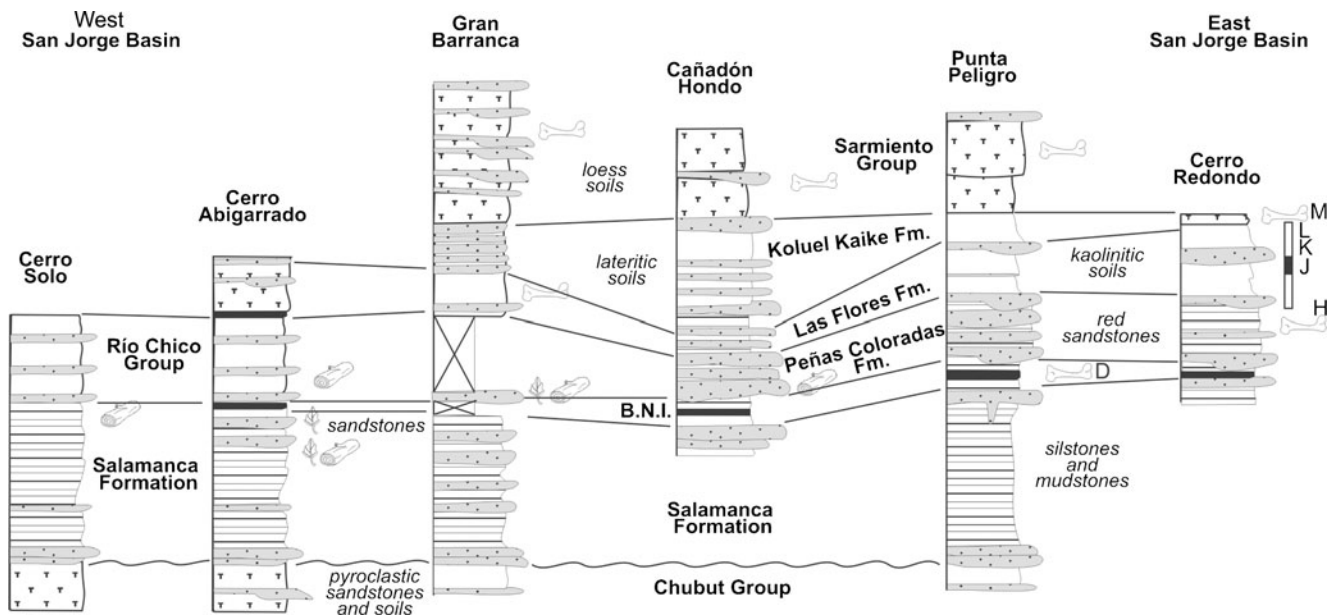 West
San Jorge Basin
Gran
Barranca
East
San Jorge Basin
Cañadón
Hondo
Punta
Peligro
Cerro
Abigarrado
Sarmiento
Group
Cerro
Redondo
Cerro
Solo
loess
soils
M
L
K
J
H
Koluel Kaike Fm.
lateritic
soils
kaolinitic
soils
Las Flores Fm.
red
sandstones
Río Chico
Group
Peñas Coloradas
Fm.
D
B.N.I.
sandstones
Salamanca
Formation
silstones
and
mudstones
Salamanca
Formation
pyroclastic
sandstones
and soils
Chubut Group